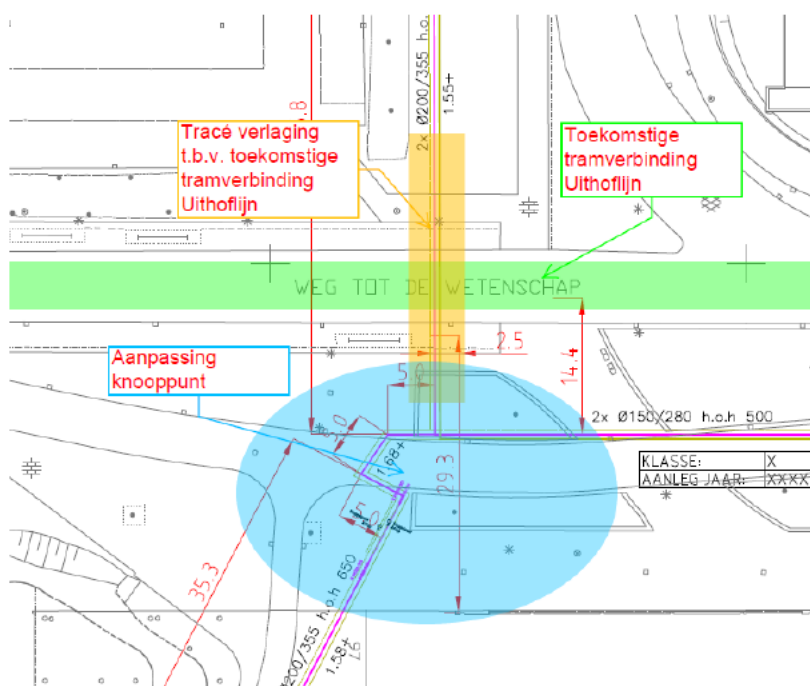 2x Ø200/355 h.o.h.
1.55+
Tracé verlaging
t.b.v. toekomstige
tramverbinding
Uithoflijn
Toekomstige
tramverbinding
Uithoflijn
WEG TOT DE WETENSCHAP
Aanpassing
knooppunt
2.5
5.0
14.4
2x Ø150/280 h.o.h 500
1.68+
29.3
KLASSE: X
AANLEG JAAR: XXXX
35.3
Ø200/355 h.o.h 650
1.58+